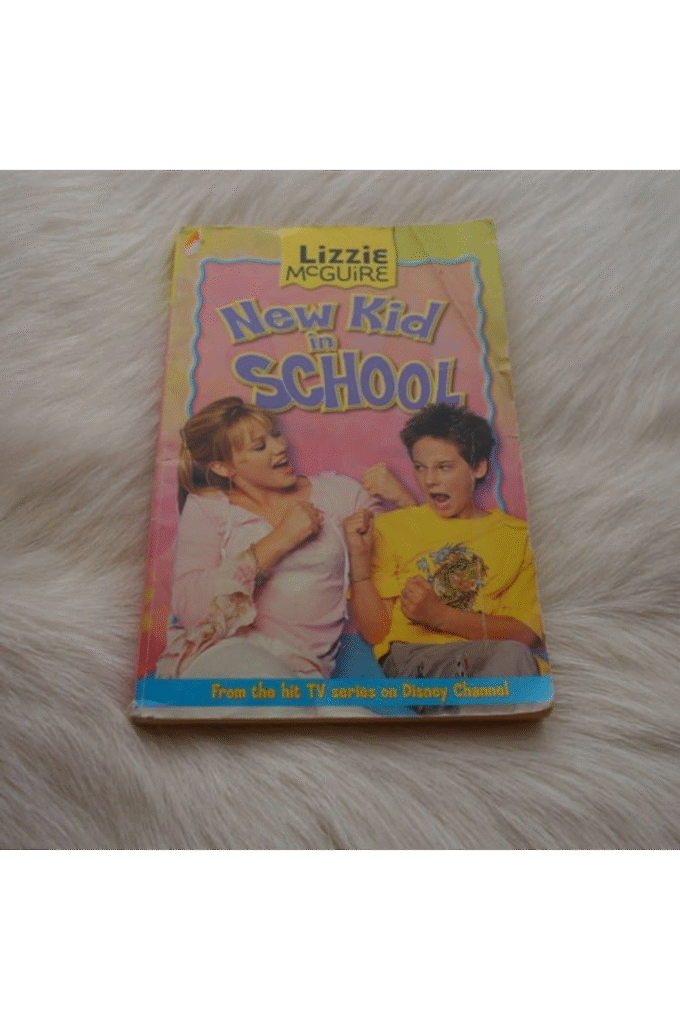 Lizzie
McGUiRE
New Kid
in
SCHOOL
From the hit TV series on Disney Channel